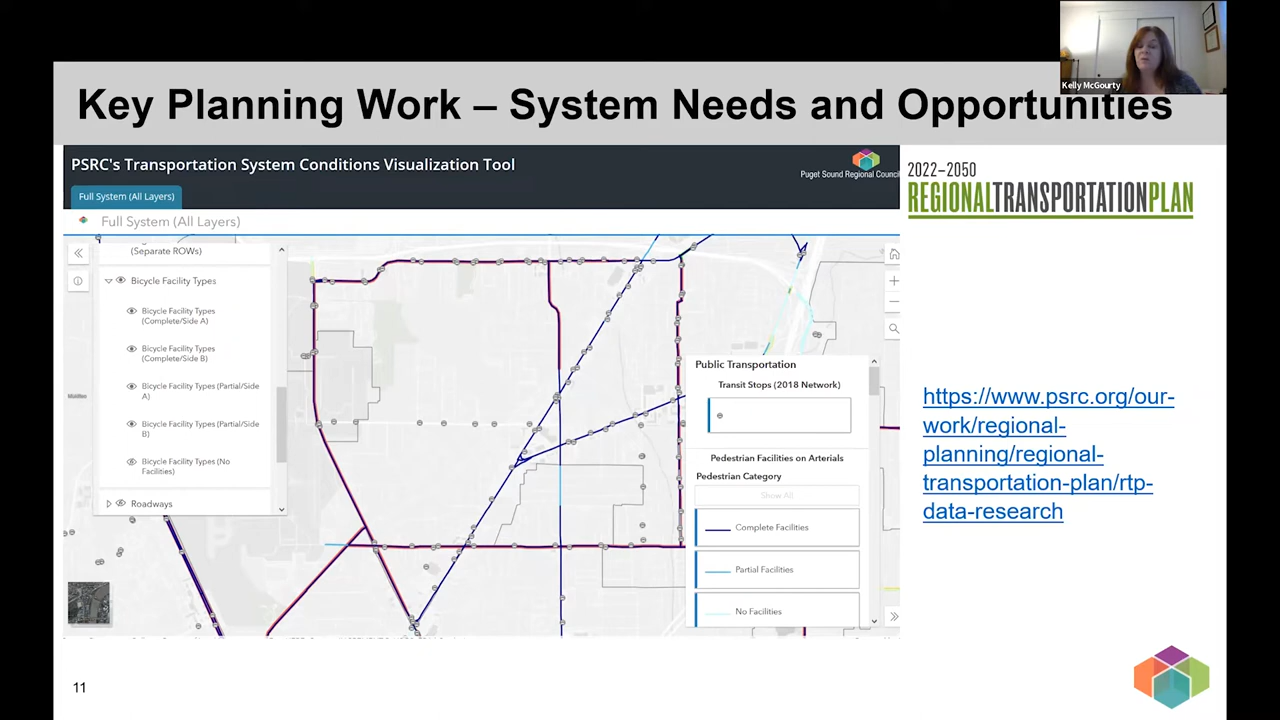 Kelly McGourty
Key Planning Work – System Needs and Opportunities
PSRC's Transportation System Conditions Visualization Tool
Puget Sound Regional Council
Full System (All Layers)
Full System (All Layers)
(Separate ROWs)
Bicycle Facility Types
Bicycle Facility Types
(Complete/Side A)
Bicycle Facility Types
(Complete/Side B)
Bicycle Facility Types (Partial/Side
A)
Bicycle Facility Types (Partial/Side
B)
Bicycle Facility Types (No
Facilities)
Roadways
Public Transportation
Transit Stops (2018 Network)
Pedestrian Facilities on Arterials
Pedestrian Category
Show All
Complete Facilities
Partial Facilities
No Facilities
2022–2050
REGIONALTRANSPORTATIONPLAN
https://www.psrc.org/our-
work/regional-
planning/regional-
transportation-plan/rtp-
data-research
11